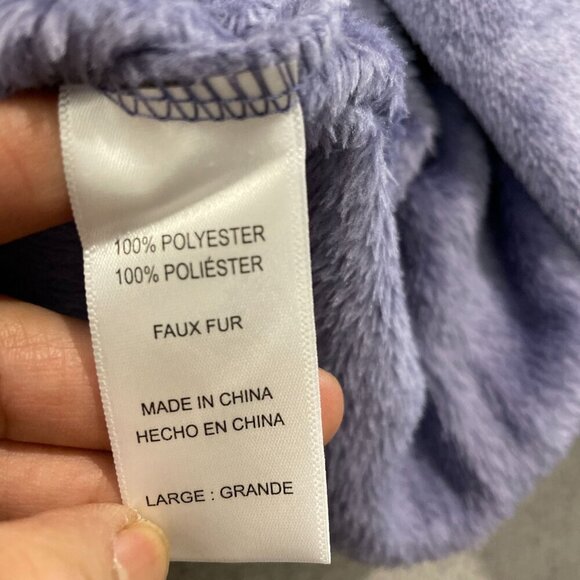 100% POLYESTER
100% POLIÉSTER
FAUX FUR
MADE IN CHINA
HECHO EN CHINA
LARGE : GRANDE